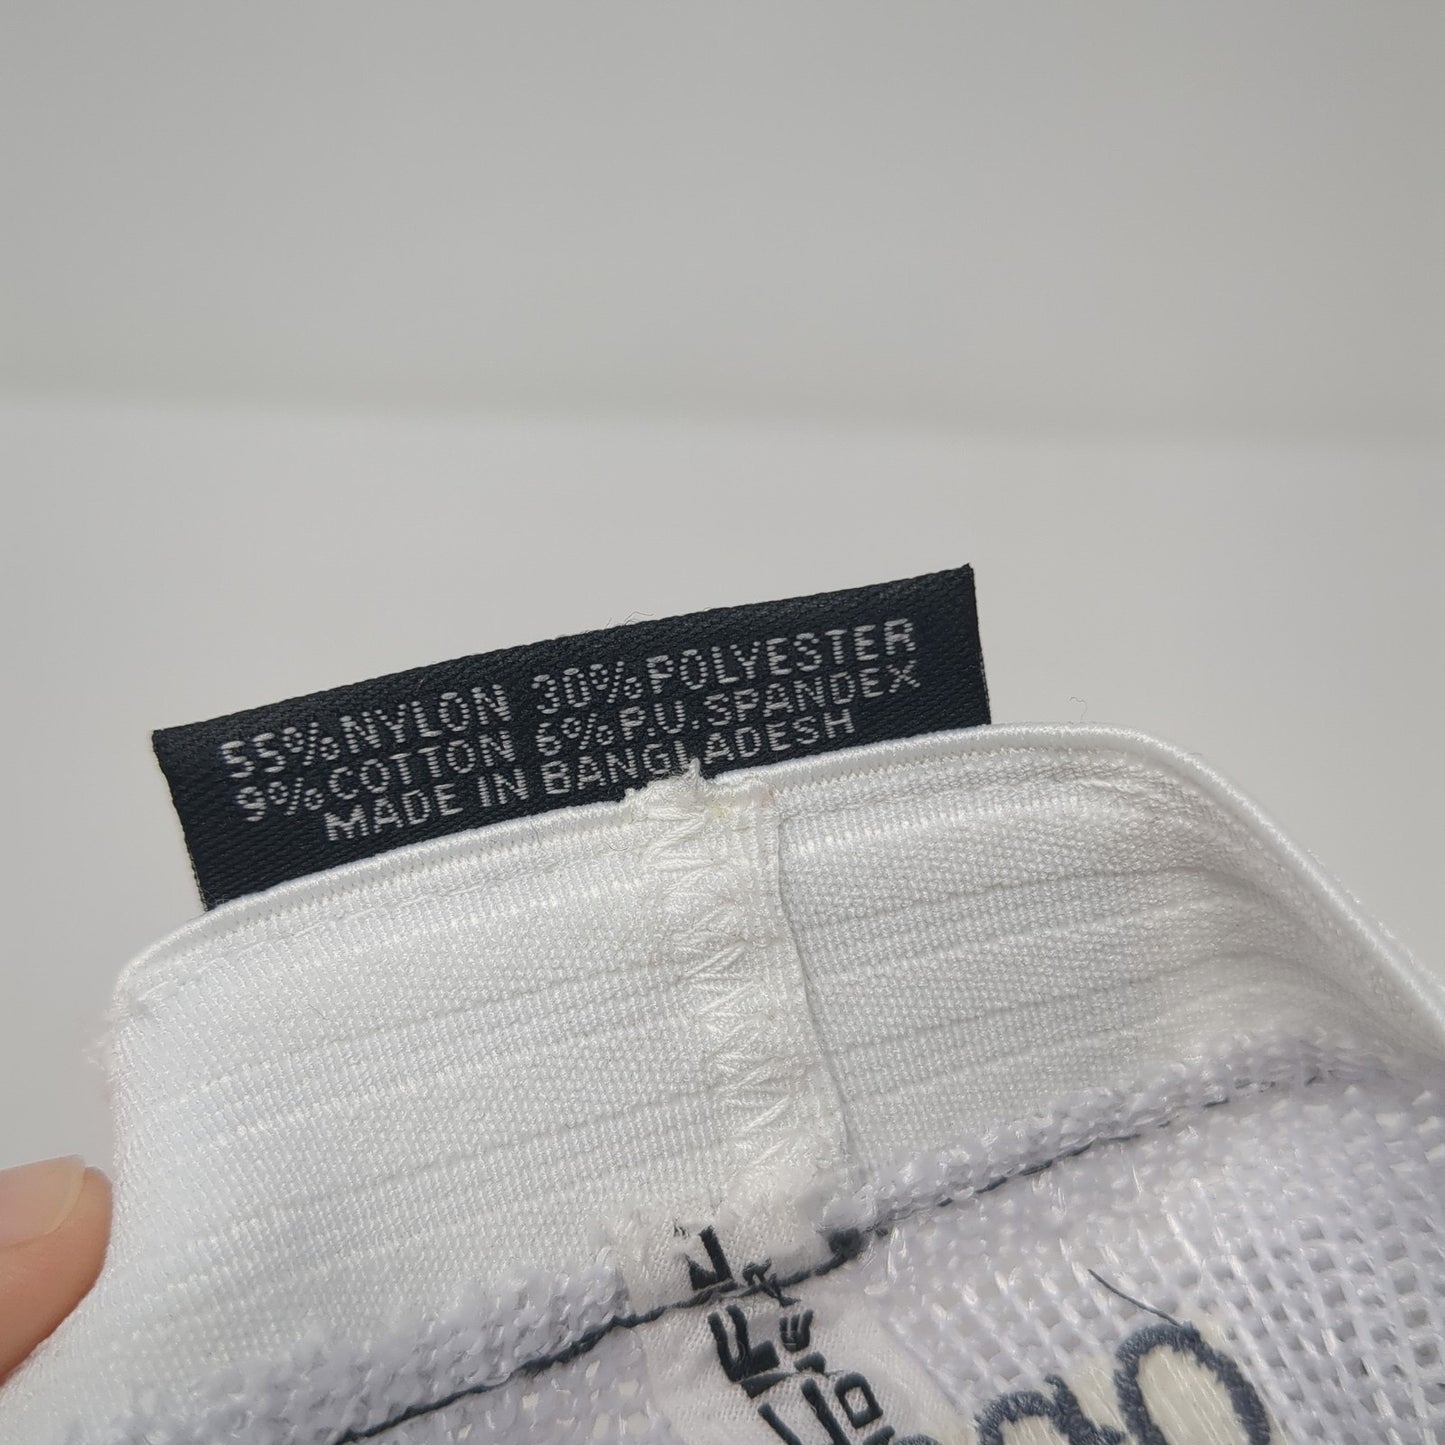 55% NYLON 30% POLYESTER
9% COTTON 6% P.U. SPANDEX
MADE IN BANGLADESH